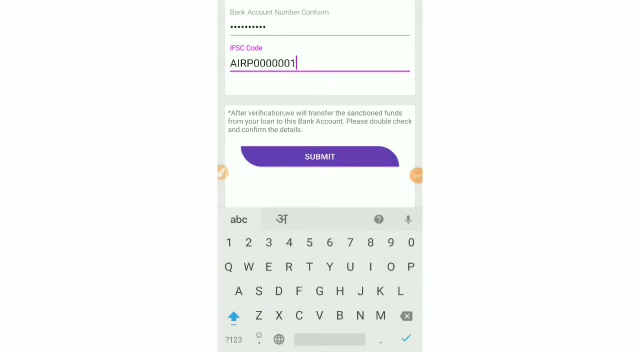 Bank Account Number Conform
••••••••••
IFSC Code
AIRP0000001
*After verification,we will transfer the sanctioned funds
from your loan to this Bank Account. Please double check
and confirm the details.
SUBMIT
abc अ
1 2 3 4 5 6 7 8 9 0
Q W E R T Y U I O P
A S D F G H J K L
Z X C V B N M
?123 , .